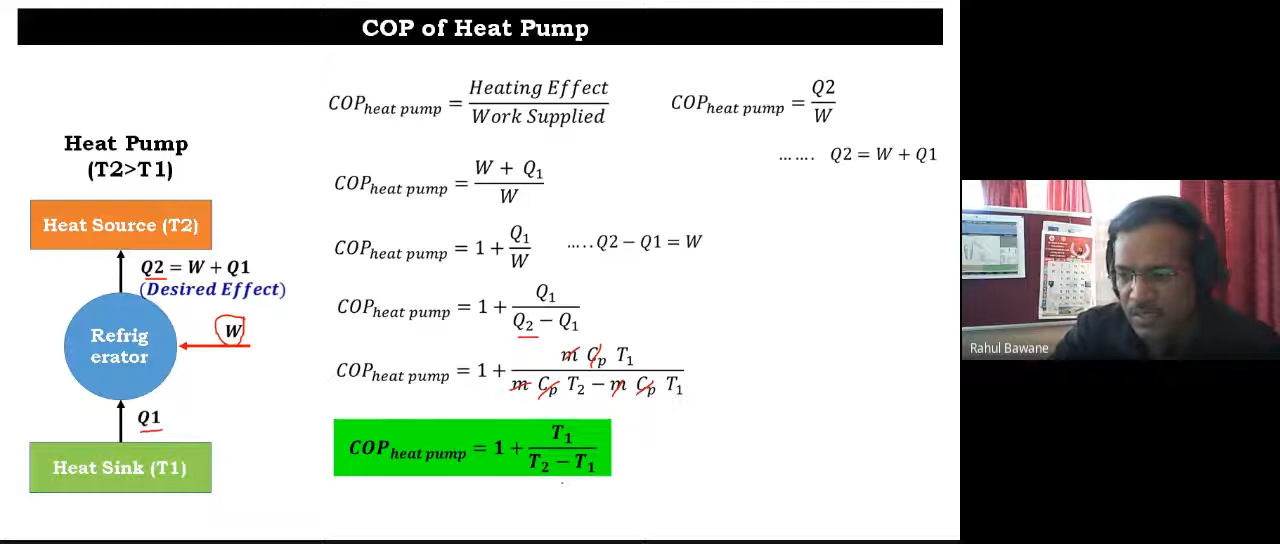 COP of Heat Pump
Heat Pump
(T2>T1)
Heat Source (T2)
Q2 = W + Q1
(Desired Effect)
W
Refrig
erator
Q1
Heat Sink (T1)
COP_heat pump = Heating Effect / Work Supplied
COP_heat pump = Q2 / W
....... Q2 = W + Q1
COP_heat pump = W + Q₁ / W
COP_heat pump = 1 + Q₁ / W
.....Q2 − Q1 = W
COP_heat pump = 1 + Q₁ / Q₂ − Q₁
COP_heat pump = 1 + m C_p T₁ / m C_p T₂ − m C_p T₁
COP_heat pump = 1 + T₁ / T₂ − T₁
Rahul Bawane